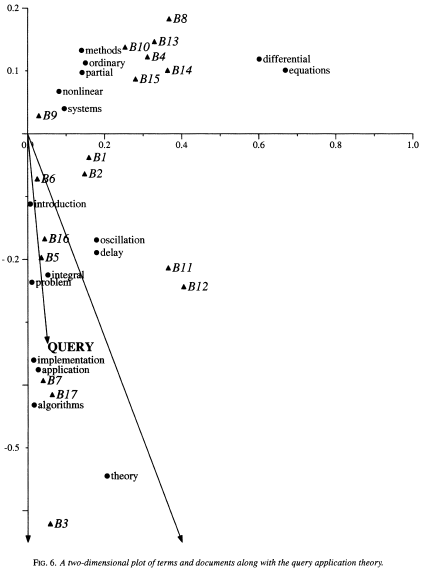 0.2
B8
methods B10 B13
ordinary B4 differential
0.1 partial B14 equations
B15
nonlinear
systems
B9
0 0.2 0.4 0.6 0.8 1.0
B1
B2
B6
introduction
B16 oscillation
B5 delay
-0.2 B11
integral
problem B12
QUERY
implementation
application
B7
B17
algorithms
-0.5
theory
B3
FIG. 6. A two-dimensional plot of terms and documents along with the query application theory.